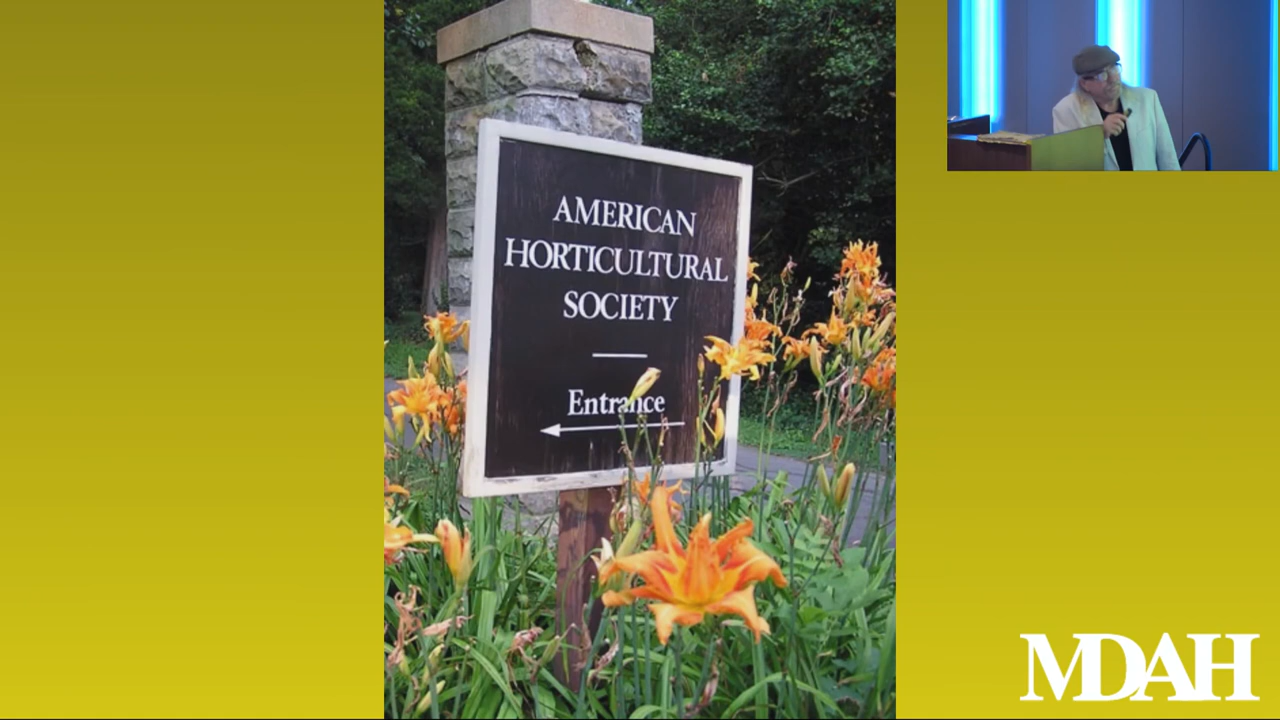 AMERICAN
HORTICULTURAL
SOCIETY
Entrance
MDAH